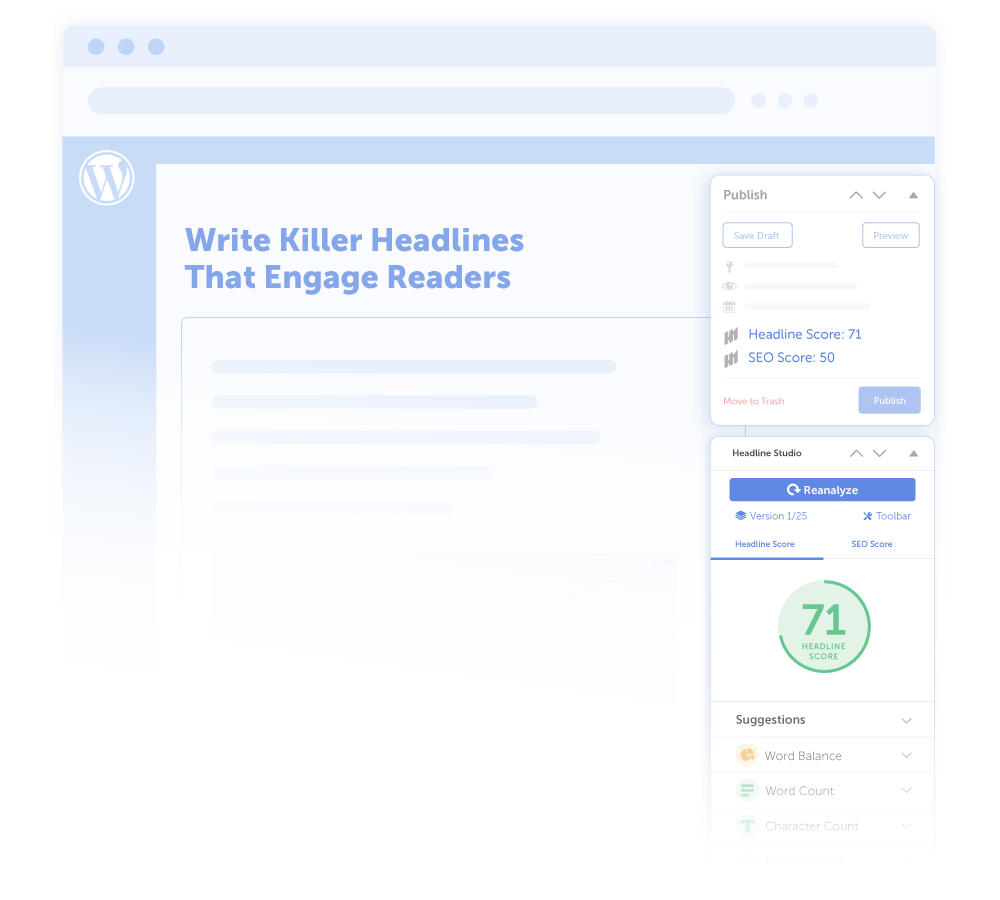 Write Killer Headlines
That Engage Readers
Publish
Save Draft
Preview
Headline Score: 71
SEO Score: 50
Move to Trash
Publish
Headline Studio
Reanalyze
Version 1/25
Toolbar
Headline Score
SEO Score
71
HEADLINE
SCORE
Suggestions
Word Balance
Word Count
Character Count